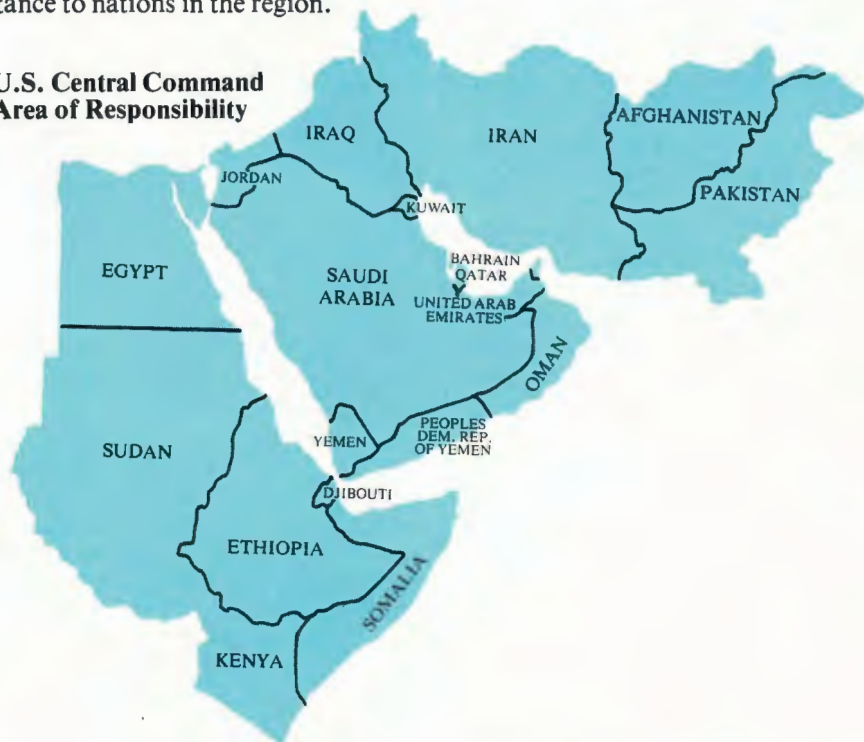 tance to nations in the region.
U.S. Central Command
Area of Responsibility
IRAQ
IRAN
AFGHANISTAN
JORDAN
PAKISTAN
KUWAIT
EGYPT
SAUDI
ARABIA
BAHRAIN
QATAR
UNITED ARAB
EMIRATES
OMAN
SUDAN
YEMEN
PEOPLES
DEM. REP.
OF YEMEN
DJIBOUTI
ETHIOPIA
SOMALIA
KENYA